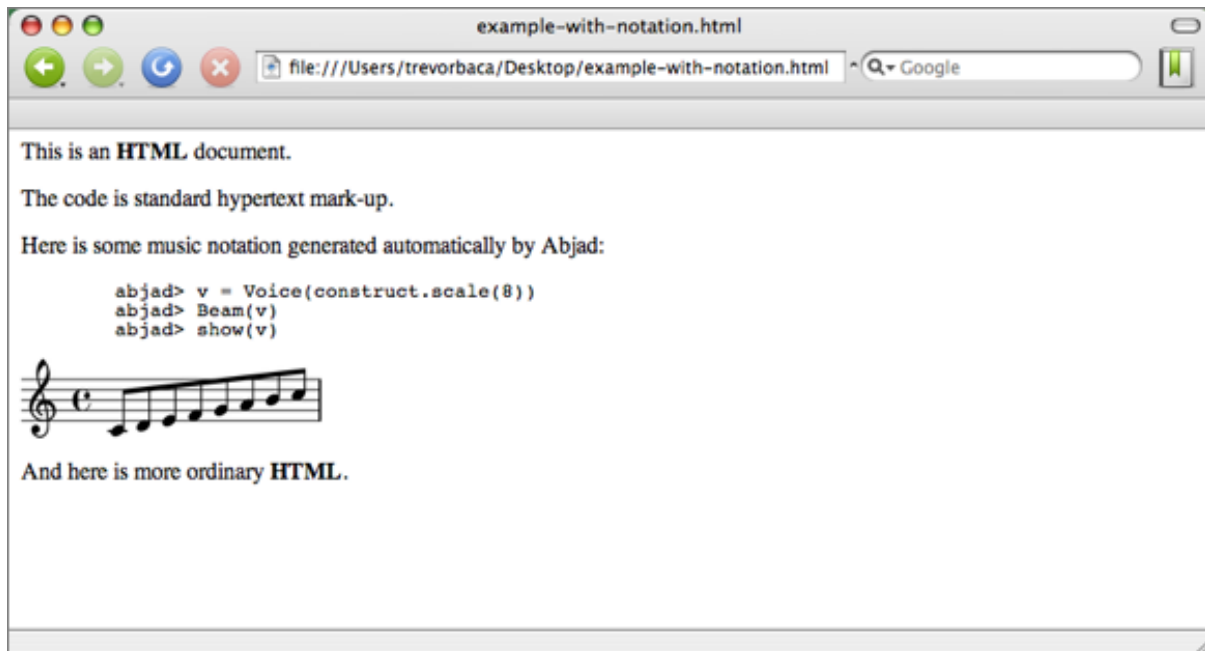 example-with-notation.html
file:///Users/trevorbaca/Desktop/example-with-notation.html
Google
This is an HTML document.
The code is standard hypertext mark-up.
Here is some music notation generated automatically by Abjad:
abjad> v = Voice(construct.scale(8))
abjad> Beam(v)
abjad> show(v)
And here is more ordinary HTML.